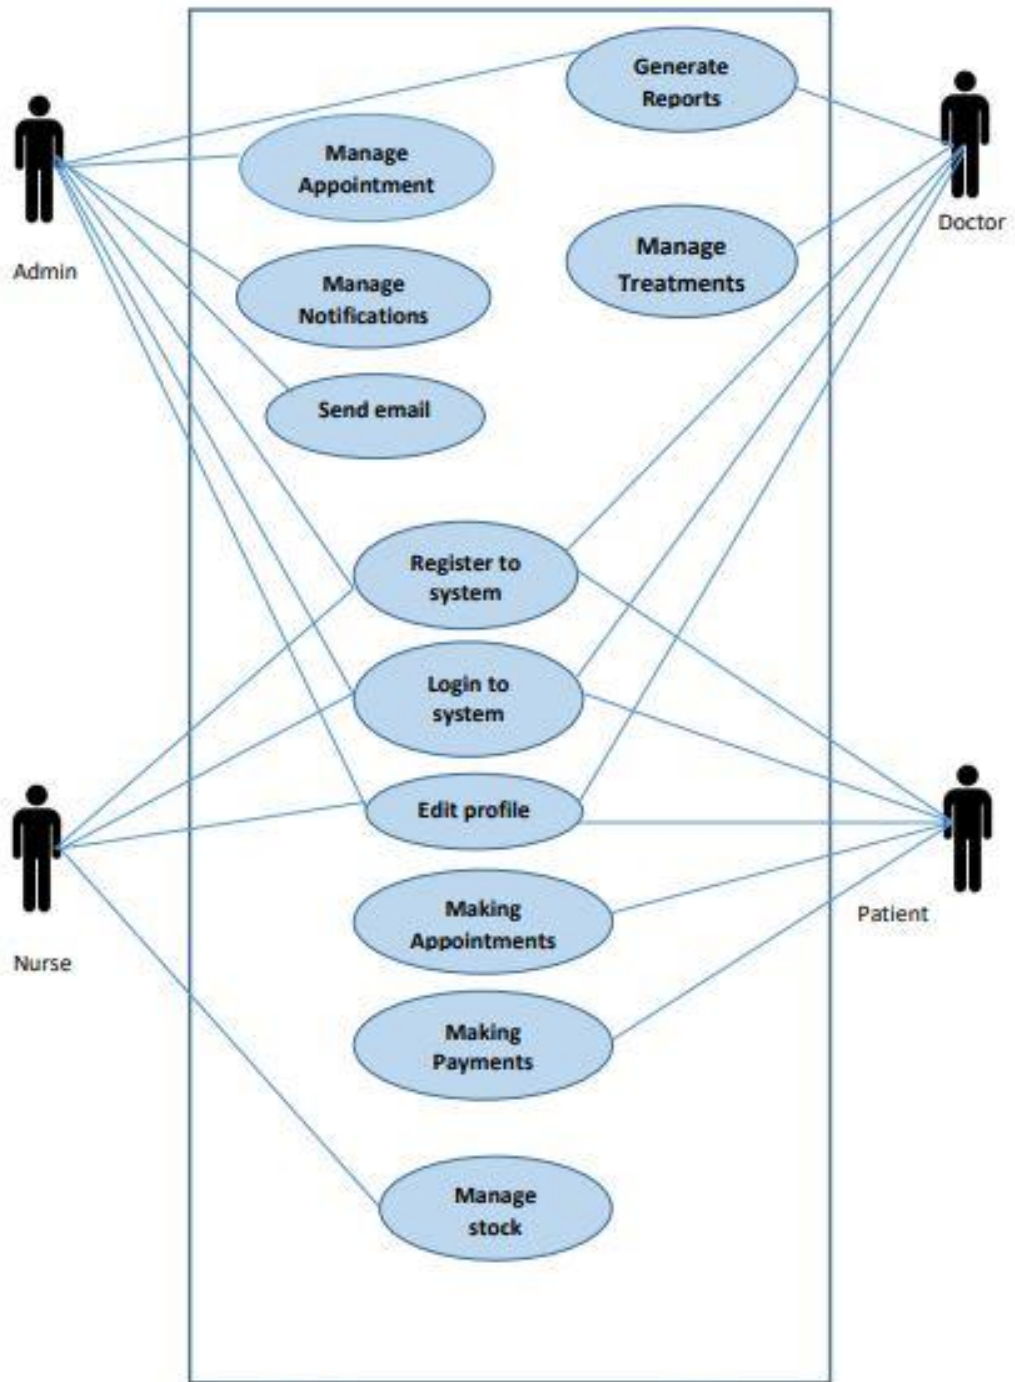 Generate
Reports
Manage
Appointment
Doctor
Admin
Manage
Treatments
Manage
Notifications
Send email
Register to
system
Login to
system
Edit profile
Making
Appointments
Patient
Nurse
Making
Payments
Manage
stock